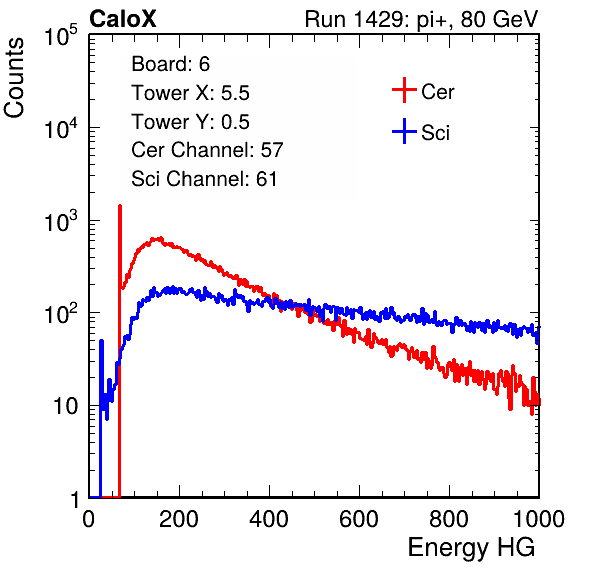 CaloX
Run 1429: pi+, 80 GeV
Counts
10^5
10^4
10^3
10^2
10
1
Board: 6
Tower X: 5.5
Tower Y: 0.5
Cer Channel: 57
Sci Channel: 61
Cer
Sci
0 200 400 600 800 1000
Energy HG